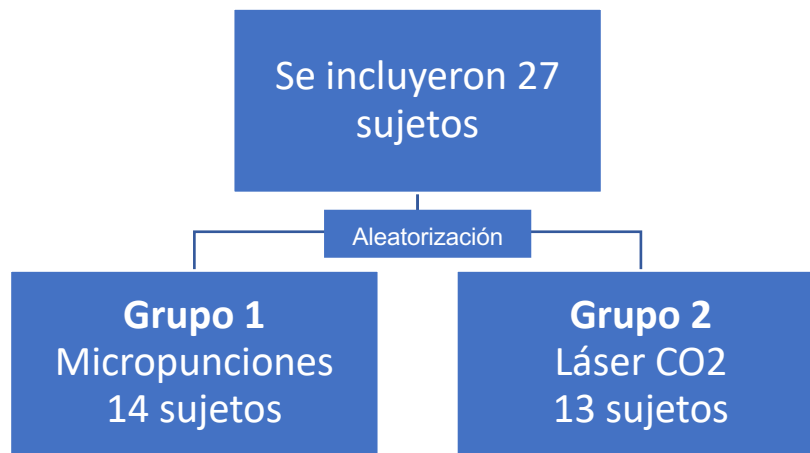 Se incluyeron 27
sujetos
Aleatorización
Grupo 1
Micropunciones
14 sujetos
Grupo 2
Láser CO2
13 sujetos